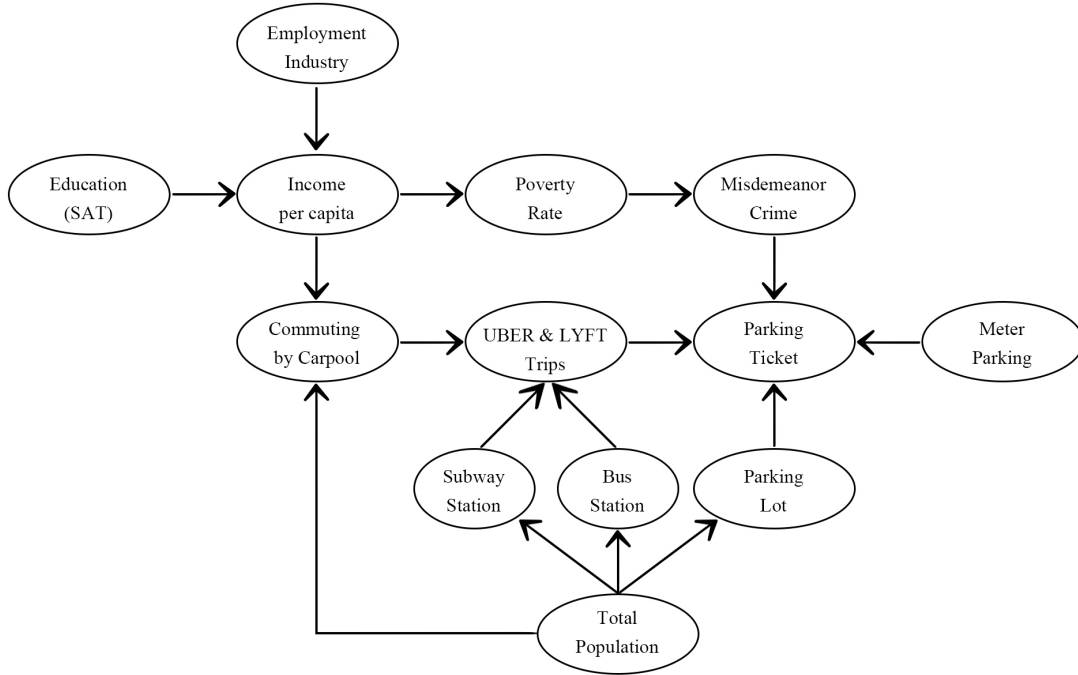 Employment
Industry
Education
(SAT)
Income
per capita
Poverty
Rate
Misdemeanor
Crime
Commuting
by Carpool
UBER & LYFT
Trips
Parking
Ticket
Meter
Parking
Subway
Station
Bus
Station
Parking
Lot
Total
Population